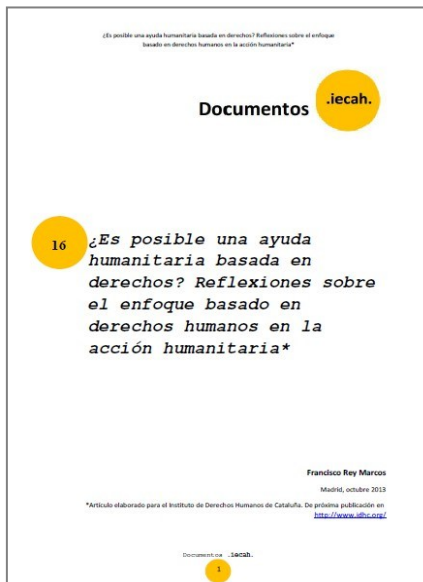 ¿Es posible una ayuda humanitaria basada en derechos? Reflexiones sobre el enfoque
basado en derechos humanos en la acción humanitaria*
Documentos
.iecah.
16
¿Es posible una ayuda
humanitaria basada en
derechos? Reflexiones sobre
el enfoque basado en
derechos humanos en la
acción humanitaria*
Francisco Rey Marcos
Madrid, octubre 2013
*Artículo elaborado para el Instituto de Derechos Humanos de Cataluña. De próxima publicación en
http://www.idhc.org/
Documentos .iecah.
1